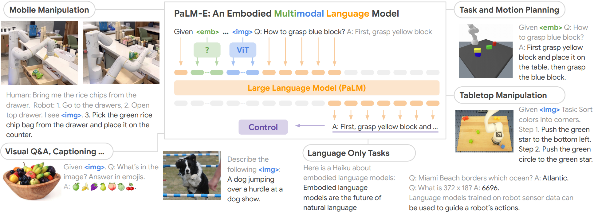 Mobile Manipulation
Human: Bring me the rice chips from the
drawer. Robot: 1. Go to the drawers. 2. Open
top drawer. I see <img>. 3. Pick the green rice
chip bag from the drawer and place it on the
counter.
PaLM-E: An Embodied Multimodal Language Model
Given <emb> ... <img> Q: How to grasp blue block? A: First, grasp yellow block
?
ViT
Large Language Model (PaLM)
Control
A: First, grasp yellow block and ...
Task and Motion Planning
Given <emb> Q: How
to grasp blue block?
A: First grasp yellow
block and place it on
the table, then grasp
the blue block.
Tabletop Manipulation
Given <img> Task: Sort
colors into corners.
Step 1. Push the green
star to the bottom left.
Step 2. Push the green
circle to the green star.
Visual Q&A, Captioning ...
Given <img>. Q: What's in the
image? Answer in emojis.
A: 🍏🍌🍇🍐🍑🍈🍒.
Describe the
following <img>:
A dog jumping
over a hurdle at a
dog show.
Language Only Tasks
Here is a Haiku about
embodied language models:
Embodied language
models are the future of
natural language
Q: Miami Beach borders which ocean? A: Atlantic.
Q: What is 372 x 18? A: 6696.
Language models trained on robot sensor data can
be used to guide a robot's actions.